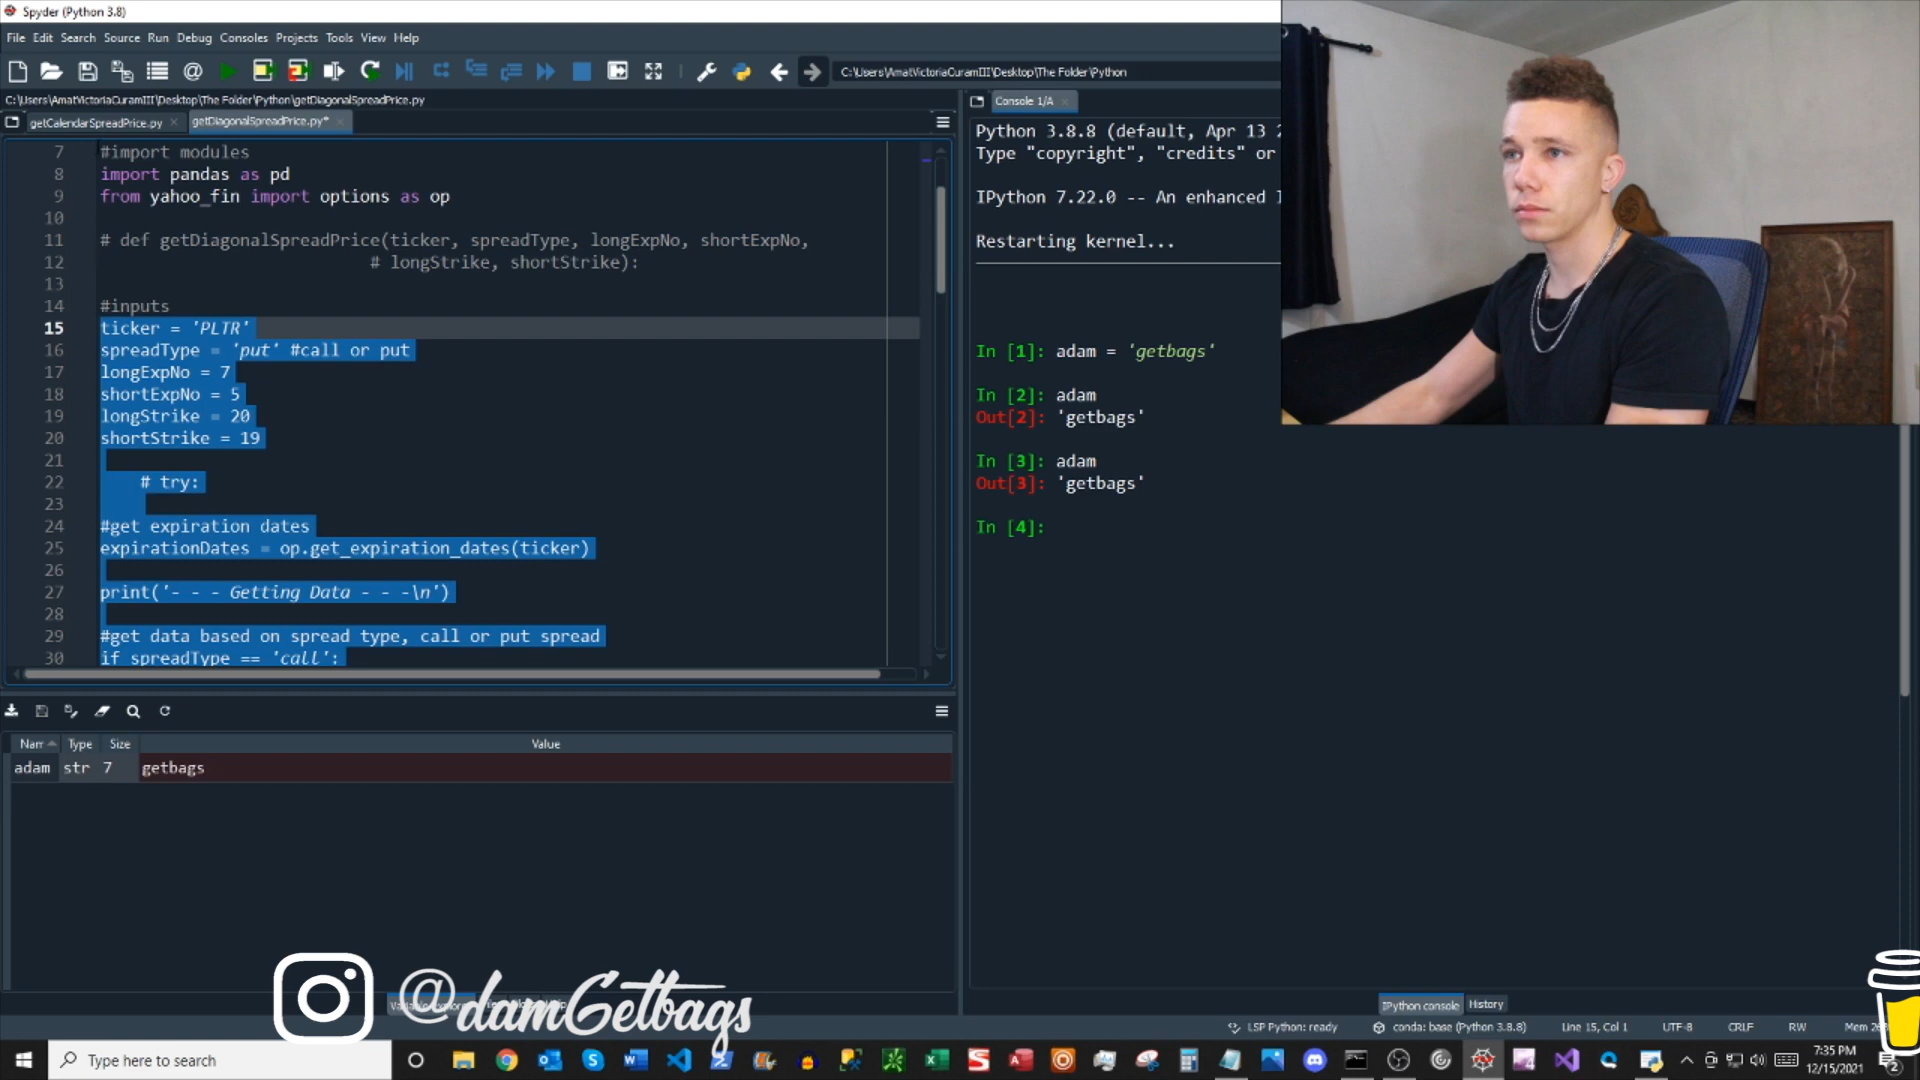 Spyder (Python 3.8)
File Edit Search Source Run Debug Consoles Projects Tools View Help
C:\Users\AmatVictoriaCuramIII\Desktop\The Folder\Python
C:\Users\AmatVictoriaCuramIII\Desktop\The Folder\Python\getDiagonalSpreadPrice.py
getCalendarSpreadPrice.py
getDiagonalSpreadPrice.py*
7 #import modules
8 import pandas as pd
9 from yahoo_fin import options as op
10
11 # def getDiagonalSpreadPrice(ticker, spreadType, longExpNo, shortExpNo,
12 # longStrike, shortStrike):
13
14 #inputs
15 ticker = 'PLTR'
16 spreadType = 'put' #call or put
17 longExpNo = 7
18 shortExpNo = 5
19 longStrike = 20
20 shortStrike = 19
21
22 # try:
23
24 #get expiration dates
25 expirationDates = op.get_expiration_dates(ticker)
26
27 print('- - - Getting Data - - -\n')
28
29 #get data based on spread type, call or put spread
30 if spreadType == 'call':
Console 1/A
Python 3.8.8 (default, Apr 13 2
Type "copyright", "credits" or
IPython 7.22.0 -- An enhanced I
Restarting kernel...
In [1]: adam = 'getbags'
In [2]: adam
Out[2]: 'getbags'
In [3]: adam
Out[3]: 'getbags'
In [4]:
Nam Type Size Value
adam str 7 getbags
@damGetbags
IPython console History
LSP Python: ready conda: base (Python 3.8.8) Line 15, Col 1 UTF-8 CRLF RW Mem
Type here to search
7:35 PM
12/15/2021
2